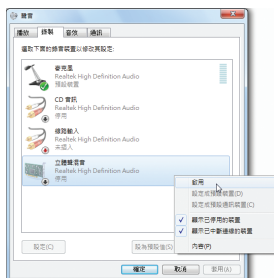 聲音
播放 錄製 音效 通訊
選取下面的錄音裝置以修改其設定:
麥克風
Realtek High Definition Audio
預設裝置
CD 音訊
Realtek High Definition Audio
停用
線路輸入
Realtek High Definition Audio
未插入
立體聲混音
Realtek High Definition Audio
停用
啟用
設定成預設裝置(D)
設定成預設通訊裝置(C)
顯示已停用的裝置
顯示已中斷連線的裝置
內容(P)
設定(C) 設為預設值(S)
確定 取消 套用(A)